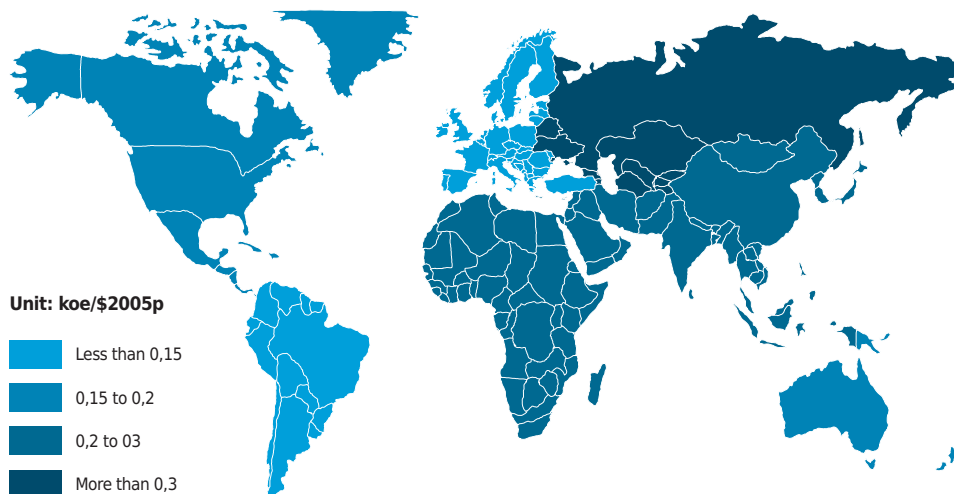 Unit: koe/$2005p
Less than 0,15
0,15 to 0,2
0,2 to 03
More than 0,3